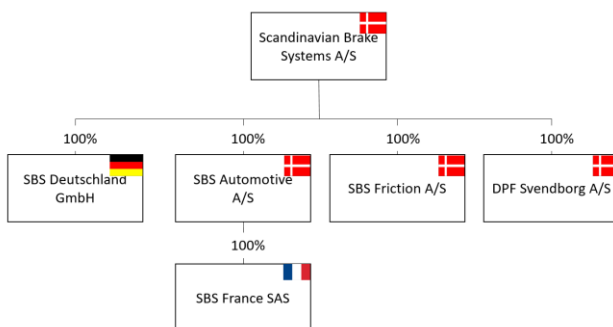 Scandinavian Brake
Systems A/S
100%
100%
100%
100%
SBS Deutschland
GmbH
SBS Automotive
A/S
SBS Friction A/S
DPF Svendborg A/S
100%
SBS France SAS